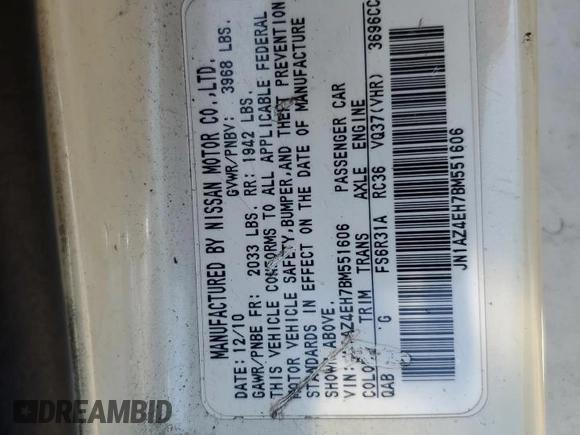 MANUFACTURED BY NISSAN MOTOR CO.,LTD.
DATE: 12/10 GVWR/PNBV: 3968 LBS.
GAWR/PNBE FR: 2033 LBS. RR: 1942 LBS.
THIS VEHICLE CONFORMS TO ALL APPLICABLE FEDERAL
MOTOR VEHICLE SAFETY,BUMPER,AND THEFT PREVENTION
STANDARDS IN EFFECT ON THE DATE OF MANUFACTURE
SHOWN ABOVE.
VIN: AZ4EH7BM551606 PASSENGER CAR
COLO TRIM TRANS AXLE ENGINE
QAB G FS6R31A RC36 VQ37(VHR) 3696CC
JN1AZ4EH7BM551606
DREAMBID